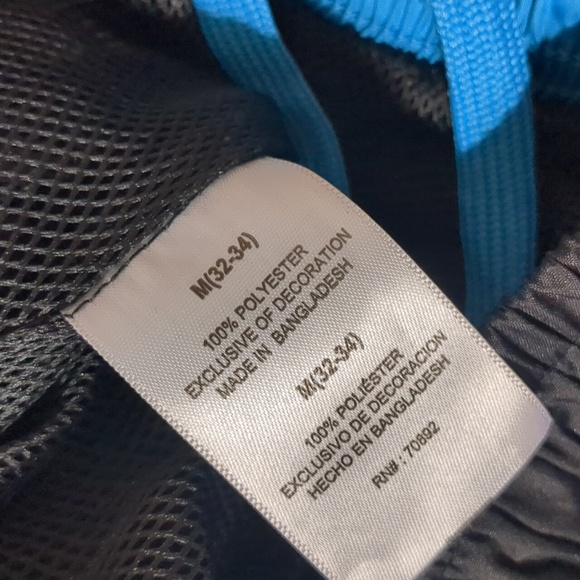 M(32-34)
100% POLYESTER
EXCLUSIVE OF DECORATION
MADE IN BANGLADESH
M(32-34)
100% POLIÉSTER
EXCLUSIVO DE DECORACION
HECHO EN BANGLADESH
RN# : 70892